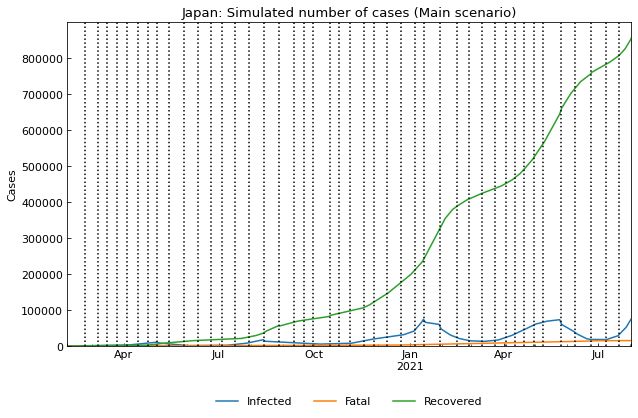 Japan: Simulated number of cases (Main scenario)
Cases
800000
700000
600000
500000
400000
300000
200000
100000
0
Apr Jul Oct Jan Apr Jul
2021
Infected Fatal Recovered